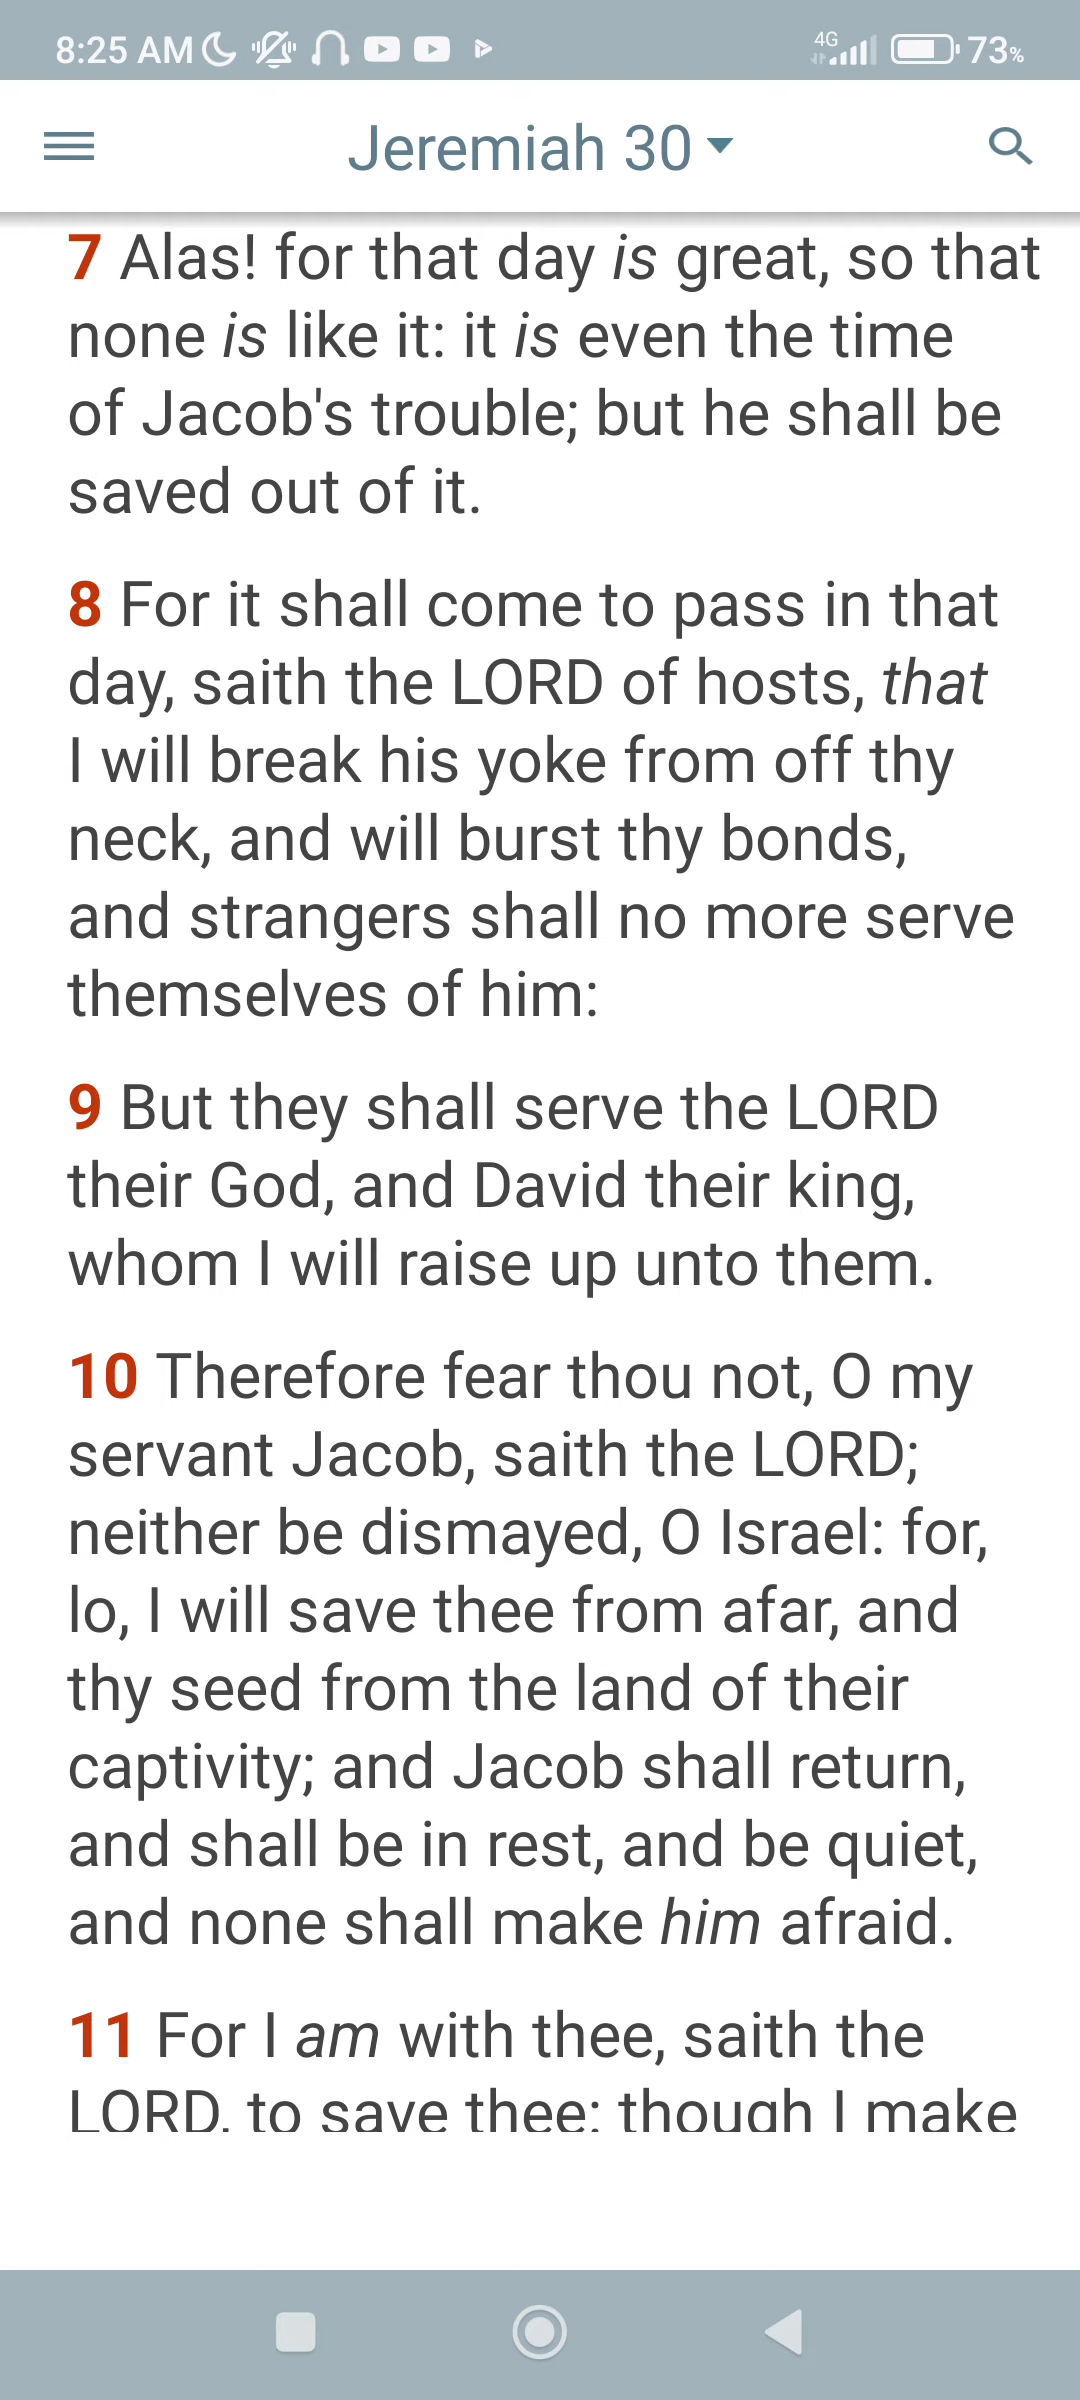 8:25 AM 4G 73%
Jeremiah 30
7 Alas! for that day is great, so that
none is like it: it is even the time
of Jacob's trouble; but he shall be
saved out of it.
8 For it shall come to pass in that
day, saith the LORD of hosts, that
I will break his yoke from off thy
neck, and will burst thy bonds,
and strangers shall no more serve
themselves of him:
9 But they shall serve the LORD
their God, and David their king,
whom I will raise up unto them.
10 Therefore fear thou not, O my
servant Jacob, saith the LORD;
neither be dismayed, O Israel: for,
lo, I will save thee from afar, and
thy seed from the land of their
captivity; and Jacob shall return,
and shall be in rest, and be quiet,
and none shall make him afraid.
11 For I am with thee, saith the
LORD, to save thee: though I make